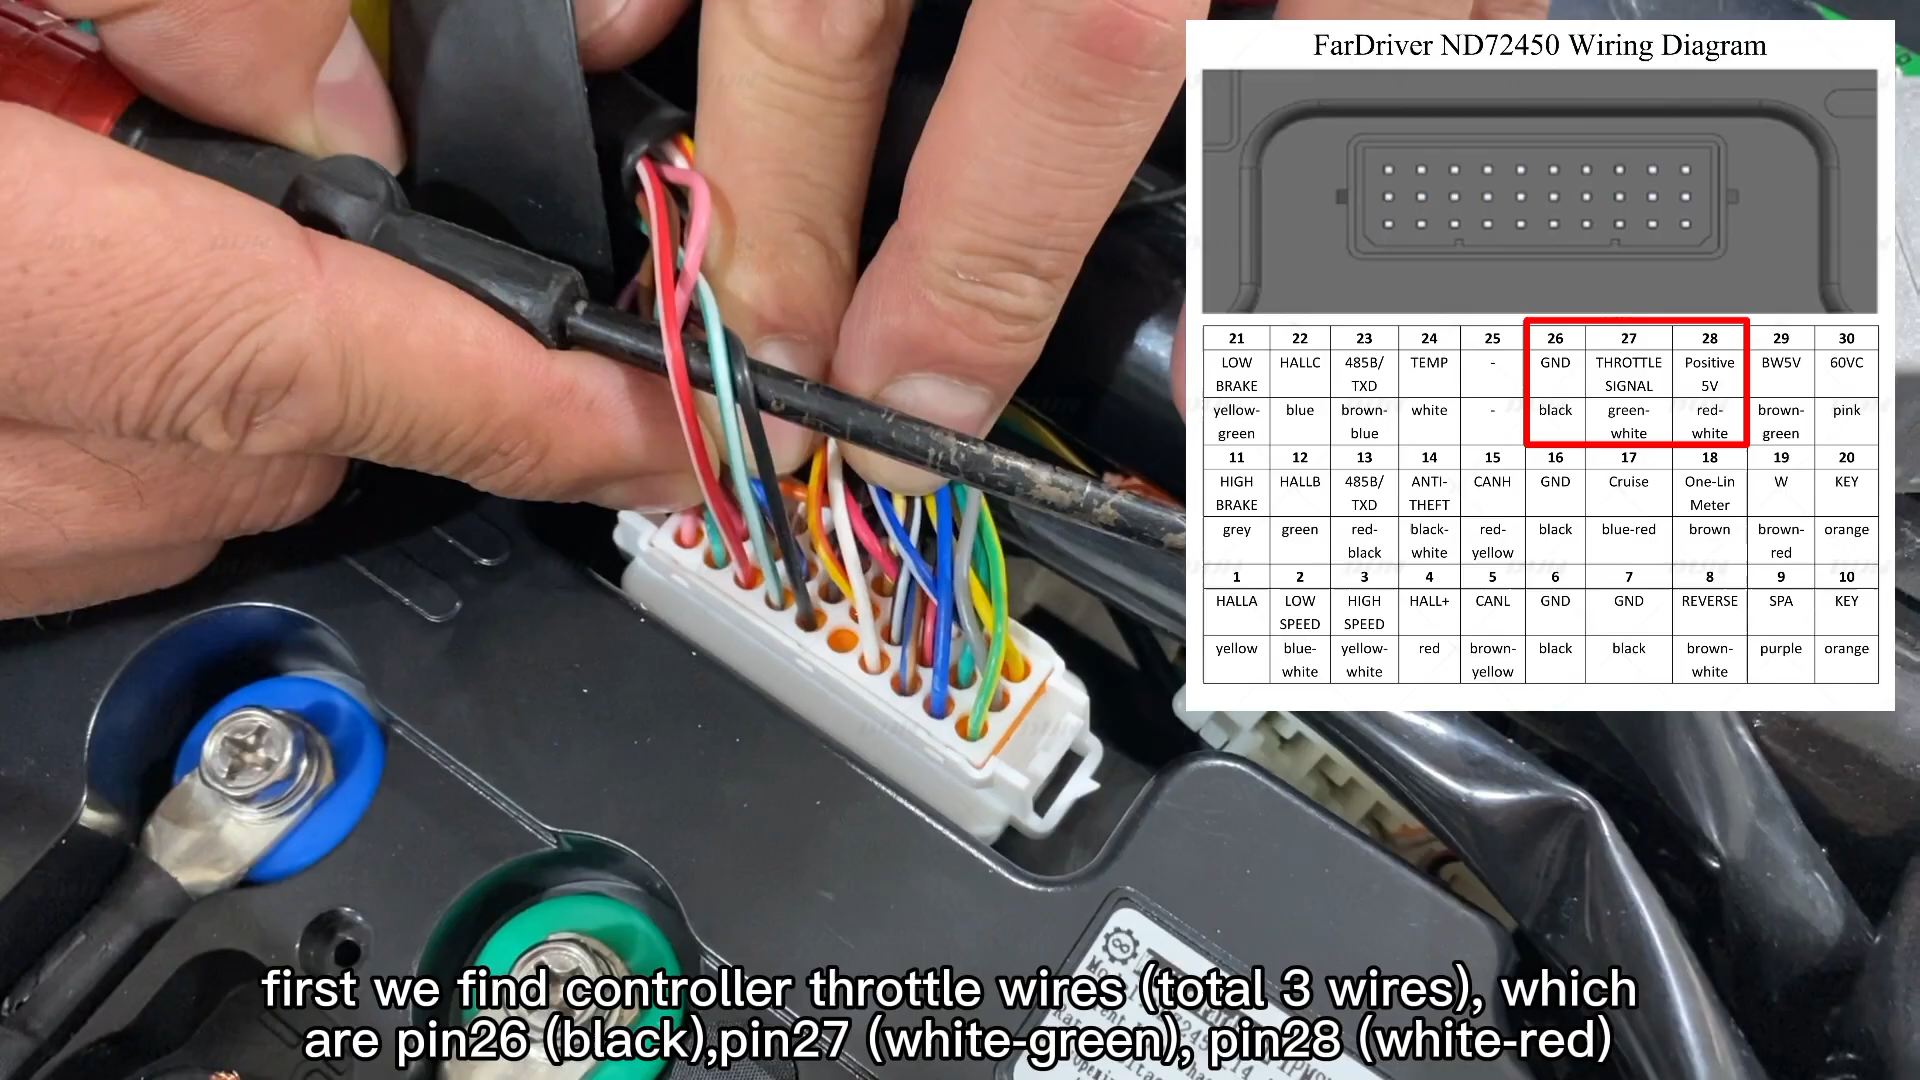 FarDriver ND72450 Wiring Diagram
21 22 23 24 25 26 27 28 29 30
LOW HALLC 485B/ TEMP - GND THROTTLE Positive BW5V 60VC
BRAKE TXD SIGNAL 5V
yellow- blue brown- white - black green- red- brown- pink
green blue white white green
11 12 13 14 15 16 17 18 19 20
HIGH HALLB 485B/ ANTI- CANH GND Cruise One-Lin W KEY
BRAKE TXD THEFT Meter
grey green red- black- red- black blue-red brown brown- orange
black white yellow red
1 2 3 4 5 6 7 8 9 10
HALLA LOW HIGH HALL+ CANL GND GND REVERSE SPA KEY
SPEED SPEED
yellow blue- yellow- red brown- black black brown- purple orange
white white yellow white
first we find controller throttle wires (total 3 wires), which
are pin26 (black),pin27 (white-green), pin28 (white-red)